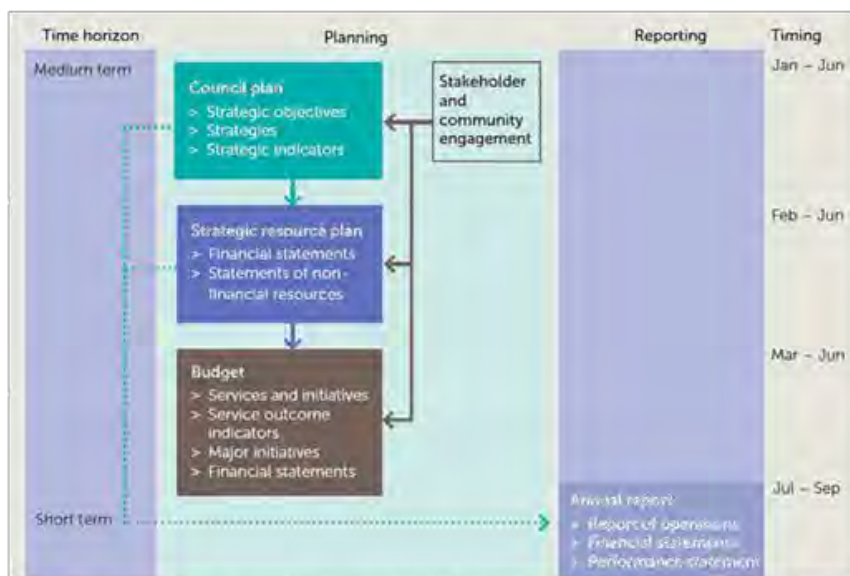 Time horizon
Planning
Reporting
Timing
Medium term
Jan – Jun
Council plan
> Strategic objectives
> Strategies
> Strategic indicators
Stakeholder
and
community
engagement
Feb – Jun
Strategic resource plan
> Financial statements
> Statements of non-
financial resources
Mar – Jun
Budget
> Services and initiatives
> Service outcome
indicators
> Major initiatives
> Financial statements
Jul – Sep
Short term
Annual report
> Report of operations
> Financial statements
> Performance statement